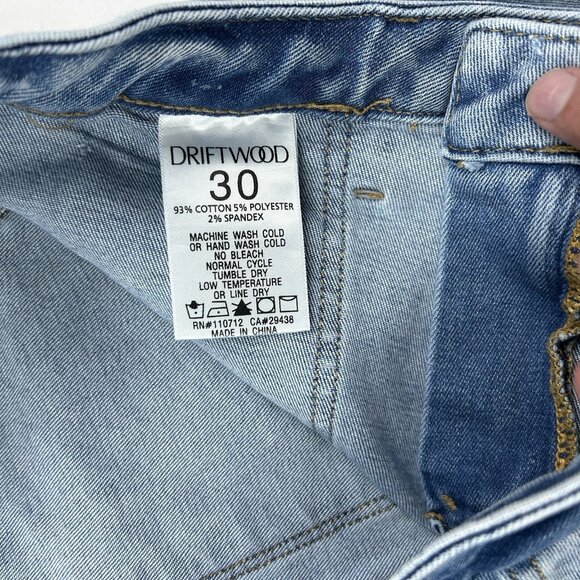 DRIFTWOOD
30
93% COTTON 5% POLYESTER
2% SPANDEX
MACHINE WASH COLD
OR HAND WASH COLD
NO BLEACH
NORMAL CYCLE
TUMBLE DRY
LOW TEMPERATURE
OR LINE DRY
RN#110712 CA#29438
MADE IN CHINA